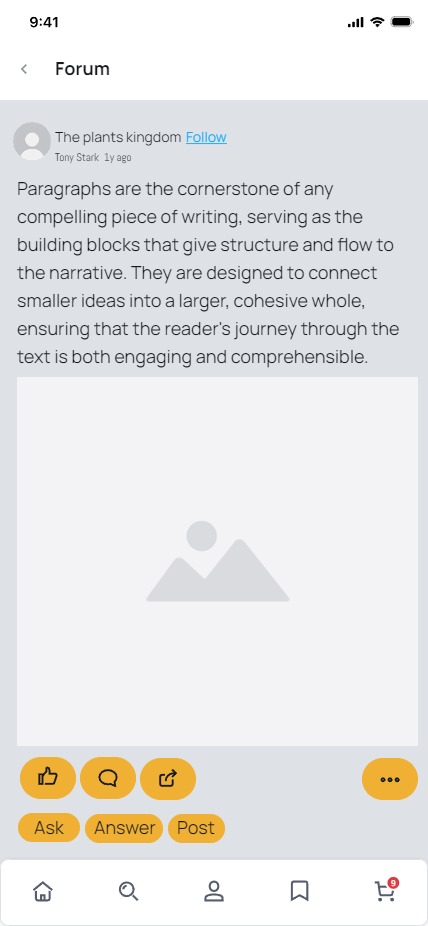 9:41
Forum
The plants kingdom Follow
Tony Stark 1y ago
Paragraphs are the cornerstone of any
compelling piece of writing, serving as the
building blocks that give structure and flow to
the narrative. They are designed to connect
smaller ideas into a larger, cohesive whole,
ensuring that the reader's journey through the
text is both engaging and comprehensible.
Ask Answer Post
9